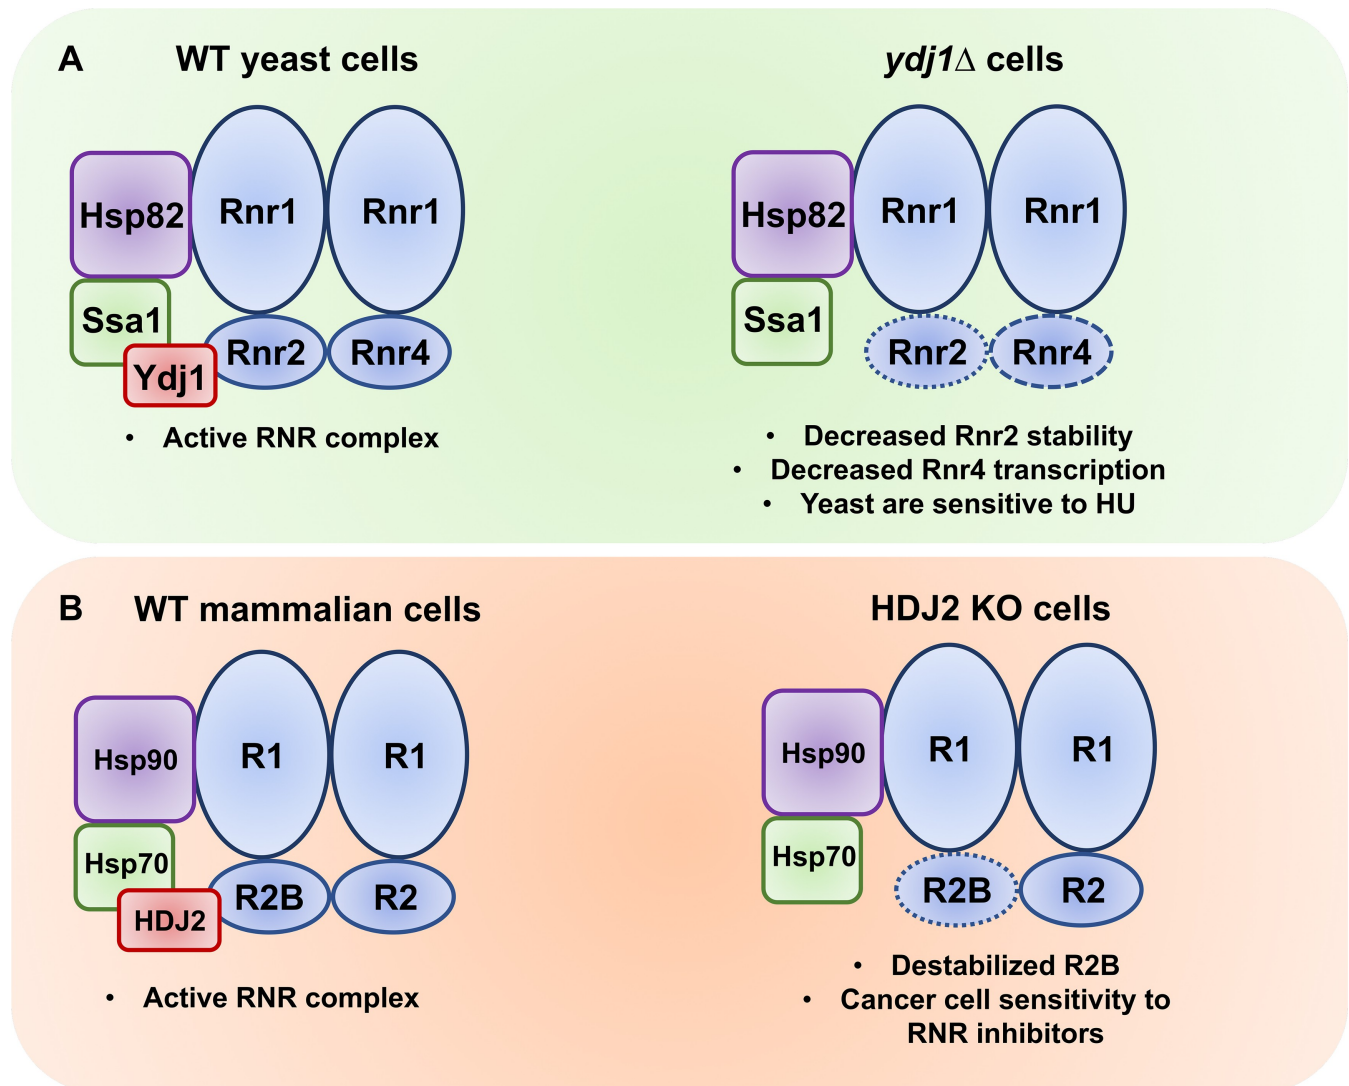 A
WT yeast cells
ydj1Δ cells
Hsp82
Rnr1
Rnr1
Ssa1
Ydj1
Rnr2
Rnr4
• Active RNR complex
Hsp82
Rnr1
Rnr1
Ssa1
Rnr2
Rnr4
• Decreased Rnr2 stability
• Decreased Rnr4 transcription
• Yeast are sensitive to HU
B
WT mammalian cells
HDJ2 KO cells
Hsp90
R1
R1
Hsp70
HDJ2
R2B
R2
• Active RNR complex
Hsp90
R1
R1
Hsp70
R2B
R2
• Destabilized R2B
• Cancer cell sensitivity to
RNR inhibitors